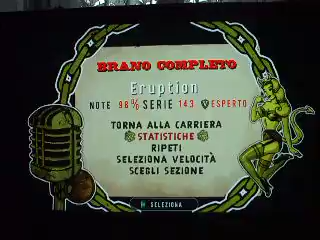 BRANO COMPLETO
Eruption
NOTE 98% SERIE 143 ESPERTO
TORNA ALLA CARRIERA
STATISTICHE
RIPETI
SELEZIONA VELOCITÀ
SCEGLI SEZIONE
SELEZIONA